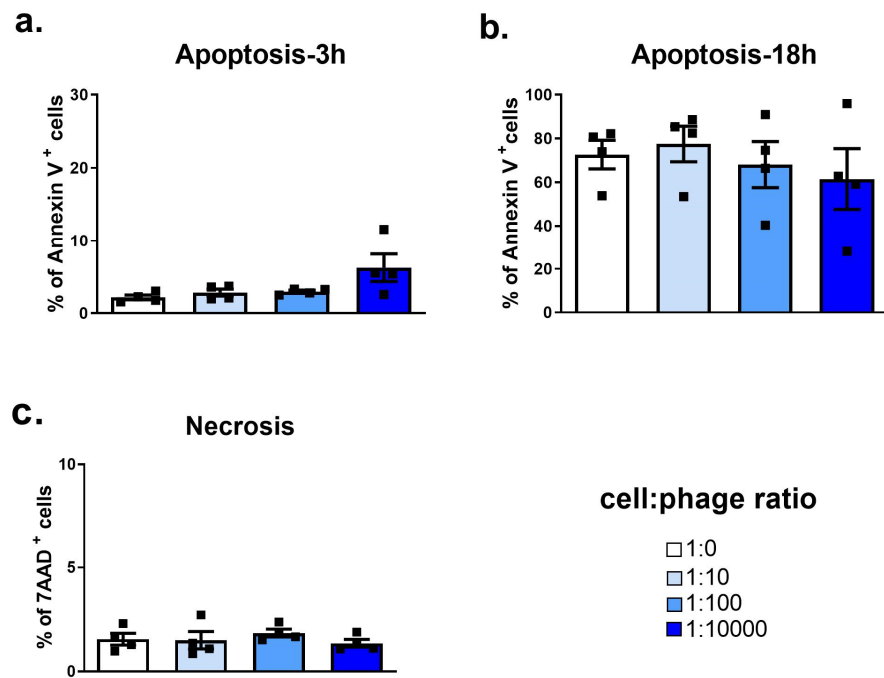 a.
Apoptosis-3h
% of Annexin V + cells
30
20
10
0
b.
Apoptosis-18h
% of Annexin V + cells
100
80
60
40
20
0
c.
Necrosis
% of 7AAD + cells
10
5
0
cell:phage ratio
1:0
1:10
1:100
1:10000